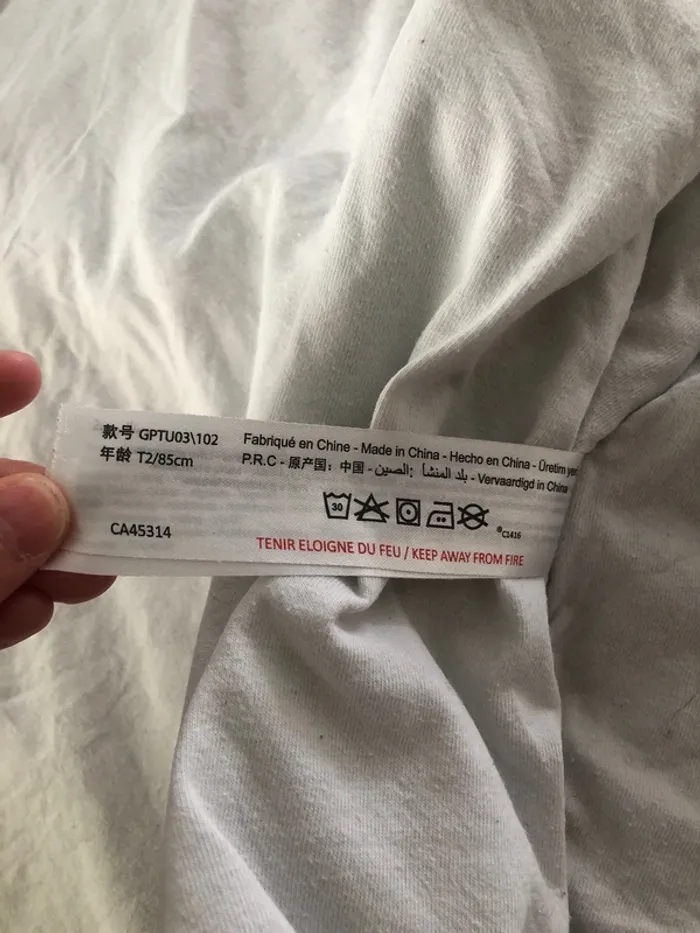 款号 GPTU03\102
年龄 T2/85cm
CA45314
Fabriqué en Chine - Made in China - Hecho en China - Üretim
P.R.C - 原产国：中国 - بلد المنشأ: الصين - Vervaardigd in China
30
®C1416
TENIR ELOIGNE DU FEU / KEEP AWAY FROM FIRE